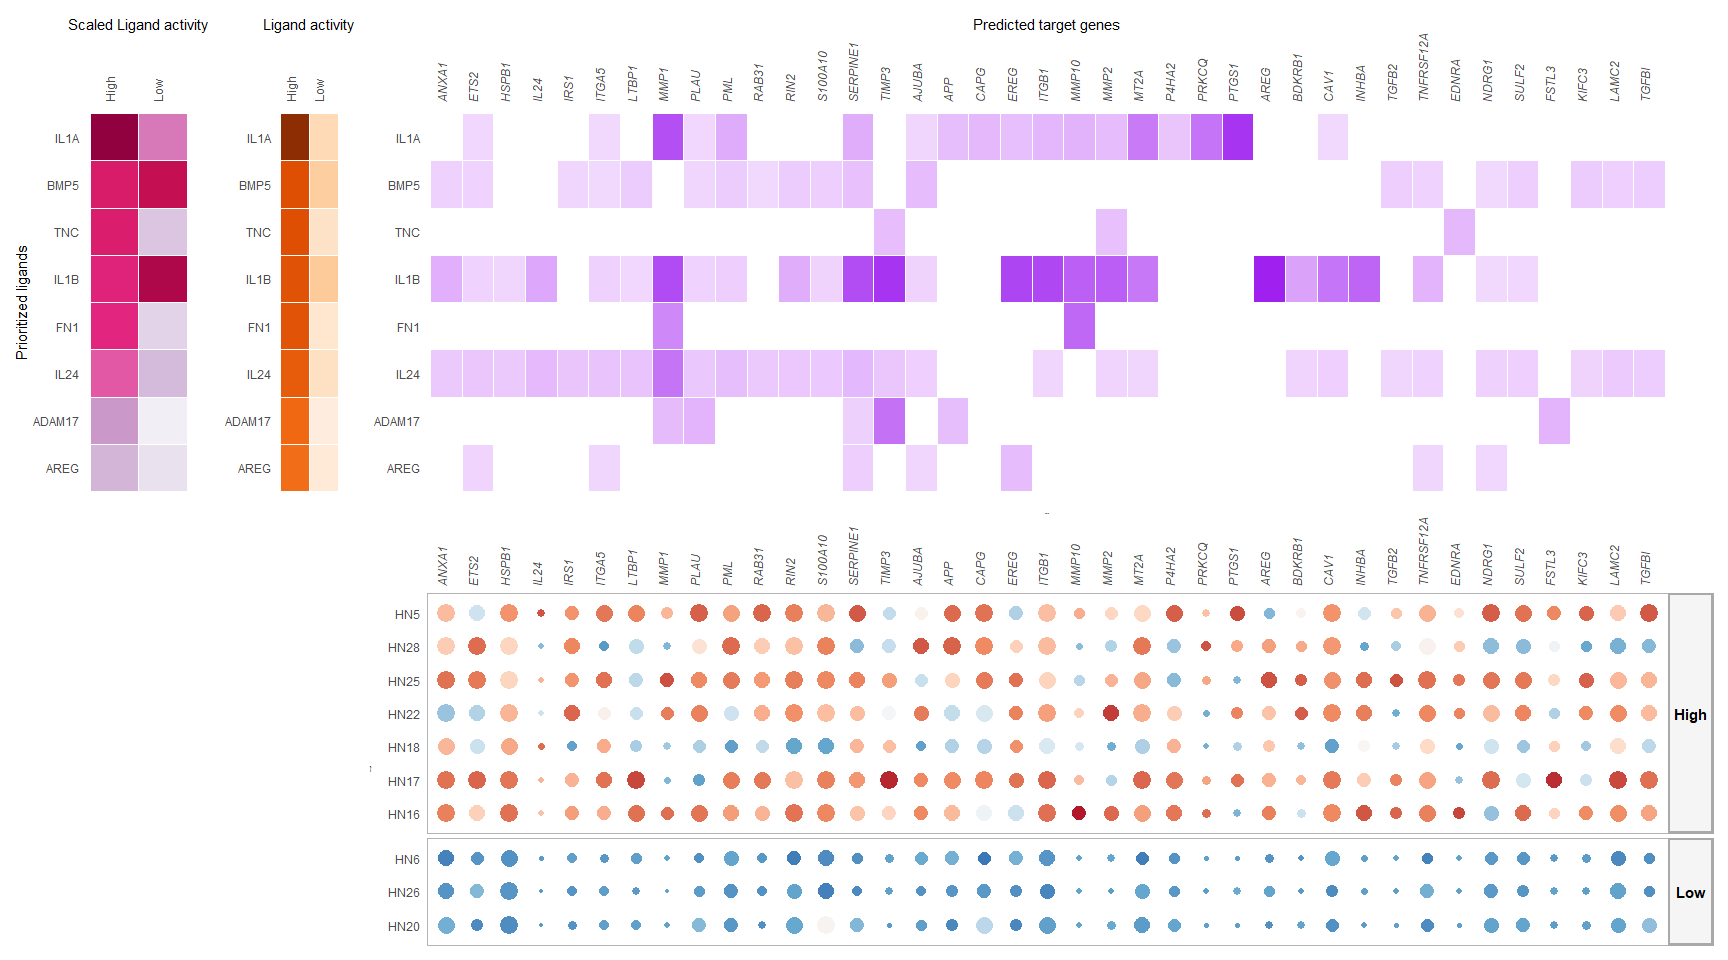 Scaled Ligand activity
Ligand activity
Predicted target genes
High
Low
High
Low
ANXA1
ETS2
HSPB1
IL24
IRS1
ITGA5
LTBP1
MMP1
PLAU
PML
RAB31
RIN2
S100A10
SERPINE1
TIMP3
AJUBA
APP
CAPG
EREG
ITGB1
MMP10
MMP2
MT2A
P4HA2
PRKCQ
PTGS1
AREG
BDKRB1
CAV1
INHBA
TGFB2
TNFRSF12A
EDNRA
NDRG1
SULF2
FSTL3
KIFC3
LAMC2
TGFBI
Prioritized ligands
IL1A
BMP5
TNC
IL1B
FN1
IL24
ADAM17
AREG
IL1A
BMP5
TNC
IL1B
FN1
IL24
ADAM17
AREG
IL1A
BMP5
TNC
IL1B
FN1
IL24
ADAM17
AREG
ANXA1
ETS2
HSPB1
IL24
IRS1
ITGA5
LTBP1
MMP1
PLAU
PML
RAB31
RIN2
S100A10
SERPINE1
TIMP3
AJUBA
APP
CAPG
EREG
ITGB1
MMP10
MMP2
MT2A
P4HA2
PRKCQ
PTGS1
AREG
BDKRB1
CAV1
INHBA
TGFB2
TNFRSF12A
EDNRA
NDRG1
SULF2
FSTL3
KIFC3
LAMC2
TGFBI
HN5
HN28
HN25
HN22
HN18
HN17
HN16
High
HN6
HN26
HN20
Low